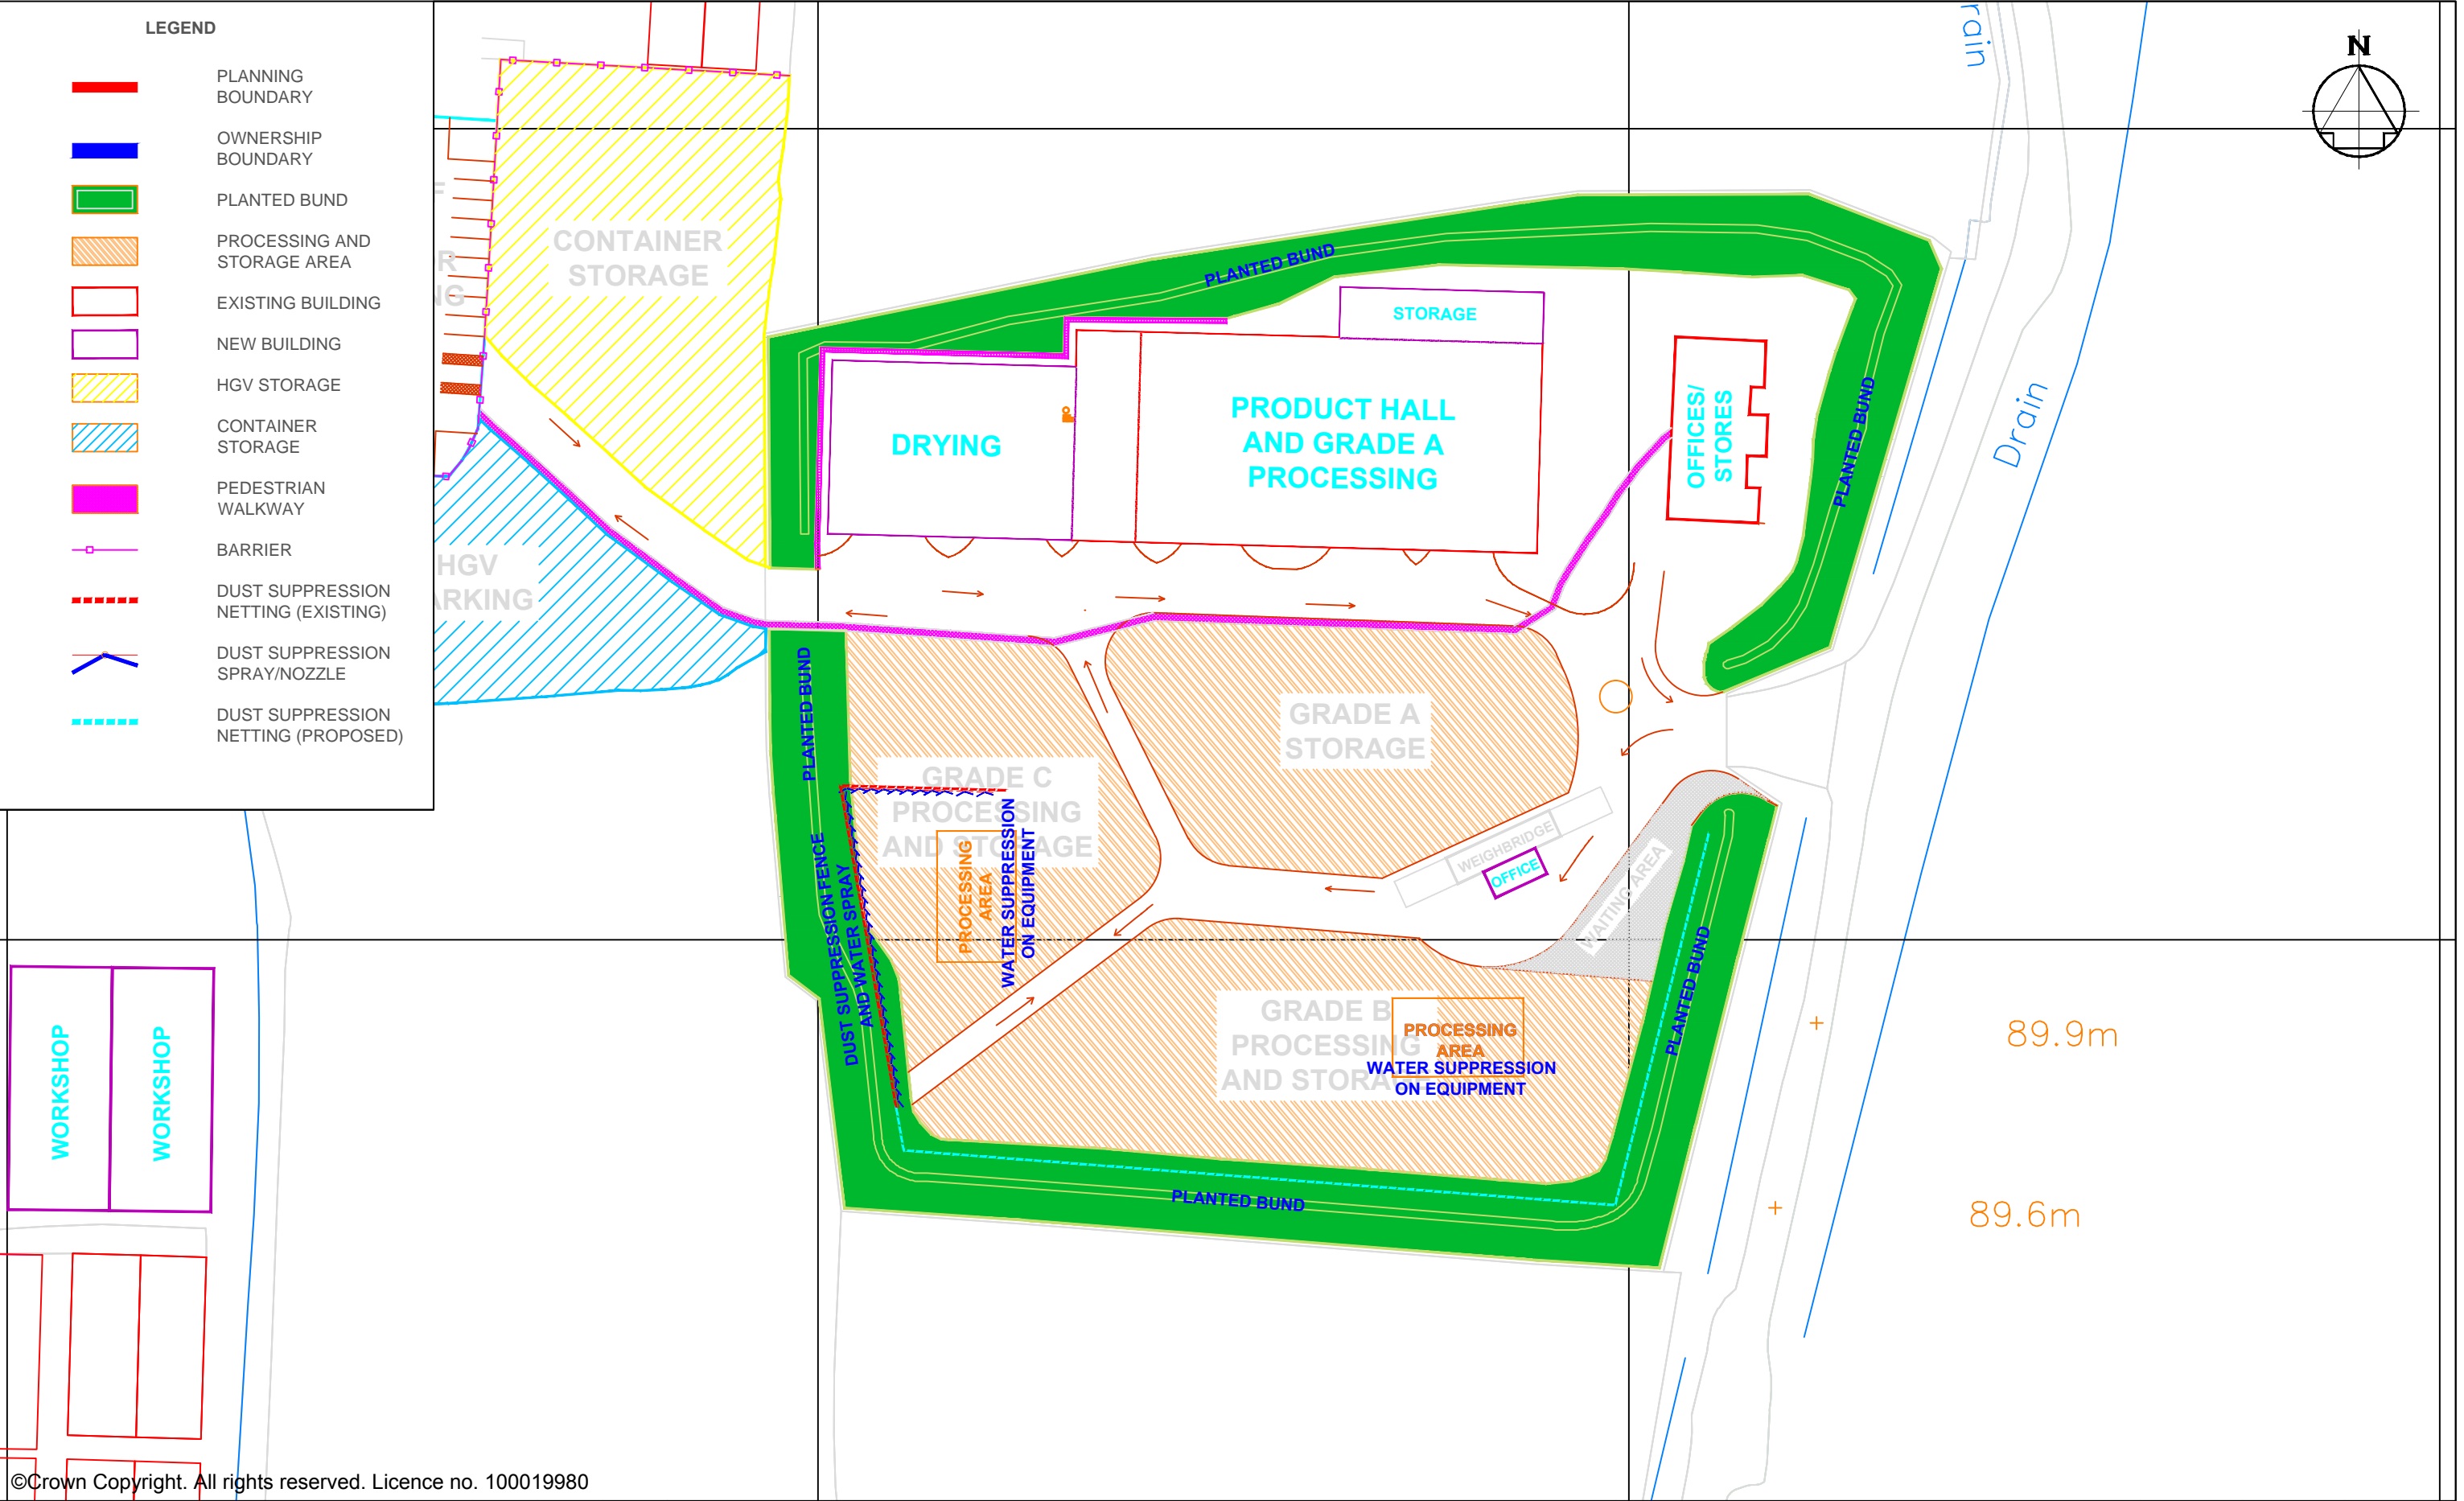 LEGEND
PLANNING
BOUNDARY
OWNERSHIP
BOUNDARY
PLANTED BUND
PROCESSING AND
STORAGE AREA
EXISTING BUILDING
NEW BUILDING
HGV STORAGE
CONTAINER
STORAGE
PEDESTRIAN
WALKWAY
BARRIER
DUST SUPPRESSION
NETTING (EXISTING)
DUST SUPPRESSION
SPRAY/NOZZLE
DUST SUPPRESSION
NETTING (PROPOSED)
N
rain
CONTAINER
STORAGE
PLANTED BUND
STORAGE
DRYING
PRODUCT HALL
AND GRADE A
PROCESSING
OFFICES/
STORES
PLANTED BUND
Drain
HGV
RKING
PLANTED BUND
GRADE A
STORAGE
GRADE C
PROCESSING
AND STORAGE
PROCESSING
AREA
WATER SUPPRESSION
ON EQUIPMENT
DUST SUPPRESSION FENCE
AND WATER SPRAY
WEIGHBRIDGE
OFFICE
WAITING AREA
PLANTED BUND
GRADE B
PROCESSING
AND STORA
PROCESSING
AREA
WATER SUPPRESSION
ON EQUIPMENT
PLANTED BUND
89.9m
89.6m
WORKSHOP
WORKSHOP
©Crown Copyright. All rights reserved. Licence no. 100019980